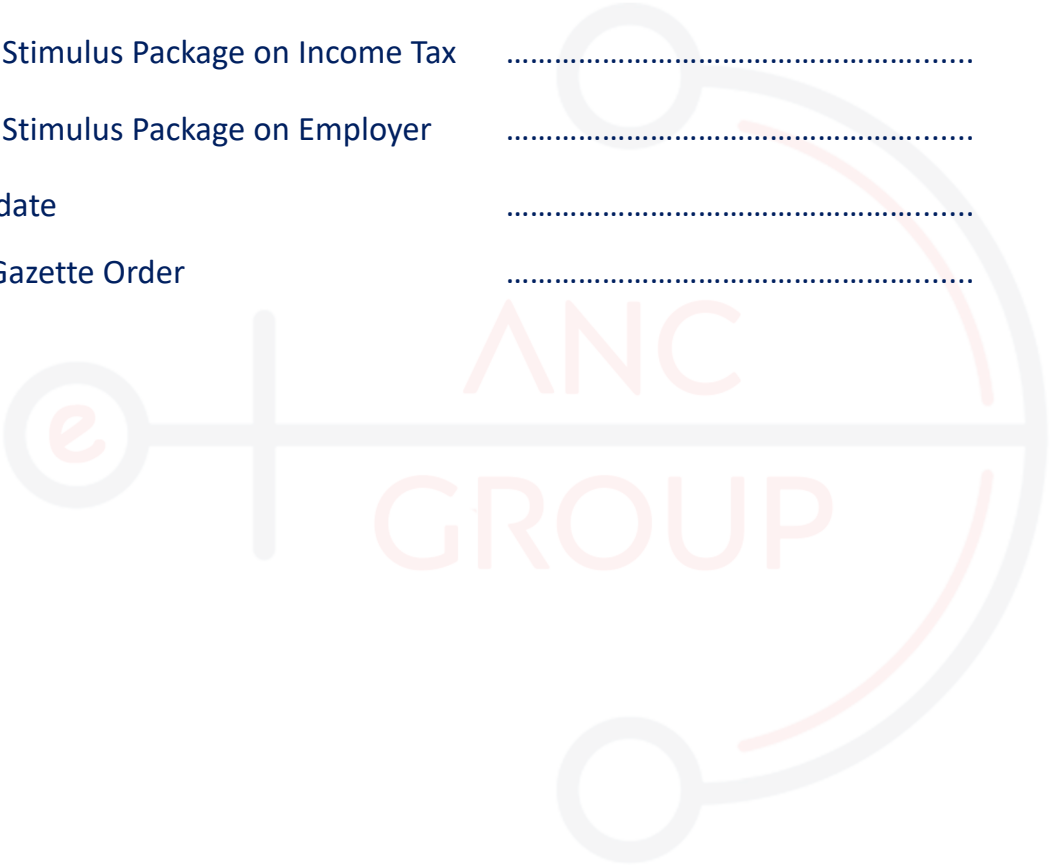 Stimulus Package on Income Tax ……………………………………………......
Stimulus Package on Employer ……………………………………………......
date ……………………………………………......
Gazette Order ……………………………………………......
ANC
e
GROUP